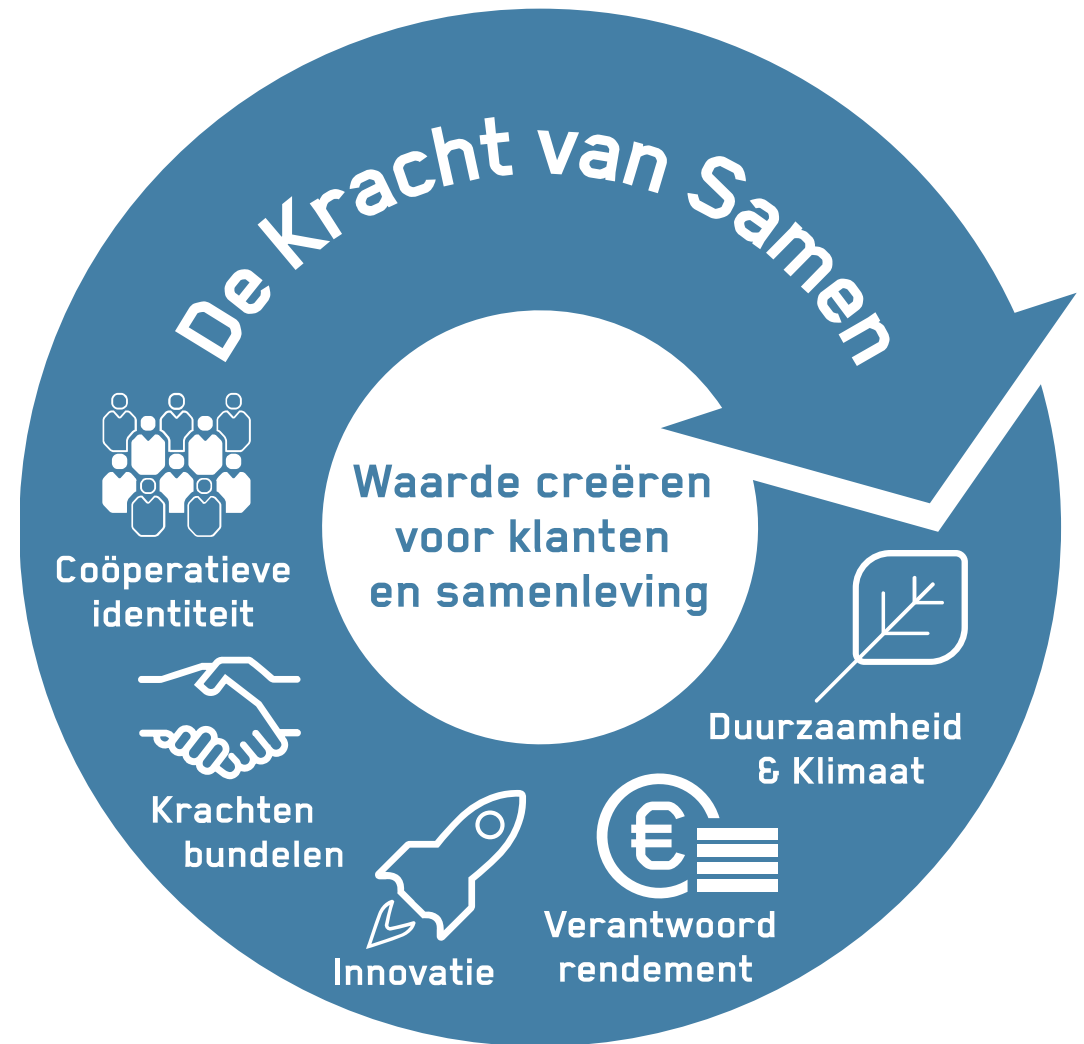 De Kracht van Samen
Waarde creëren
voor klanten
en samenleving
Coöperatieve
identiteit
Krachten
bundelen
Innovatie
€
Verantwoord
rendement
Duurzaamheid
& Klimaat